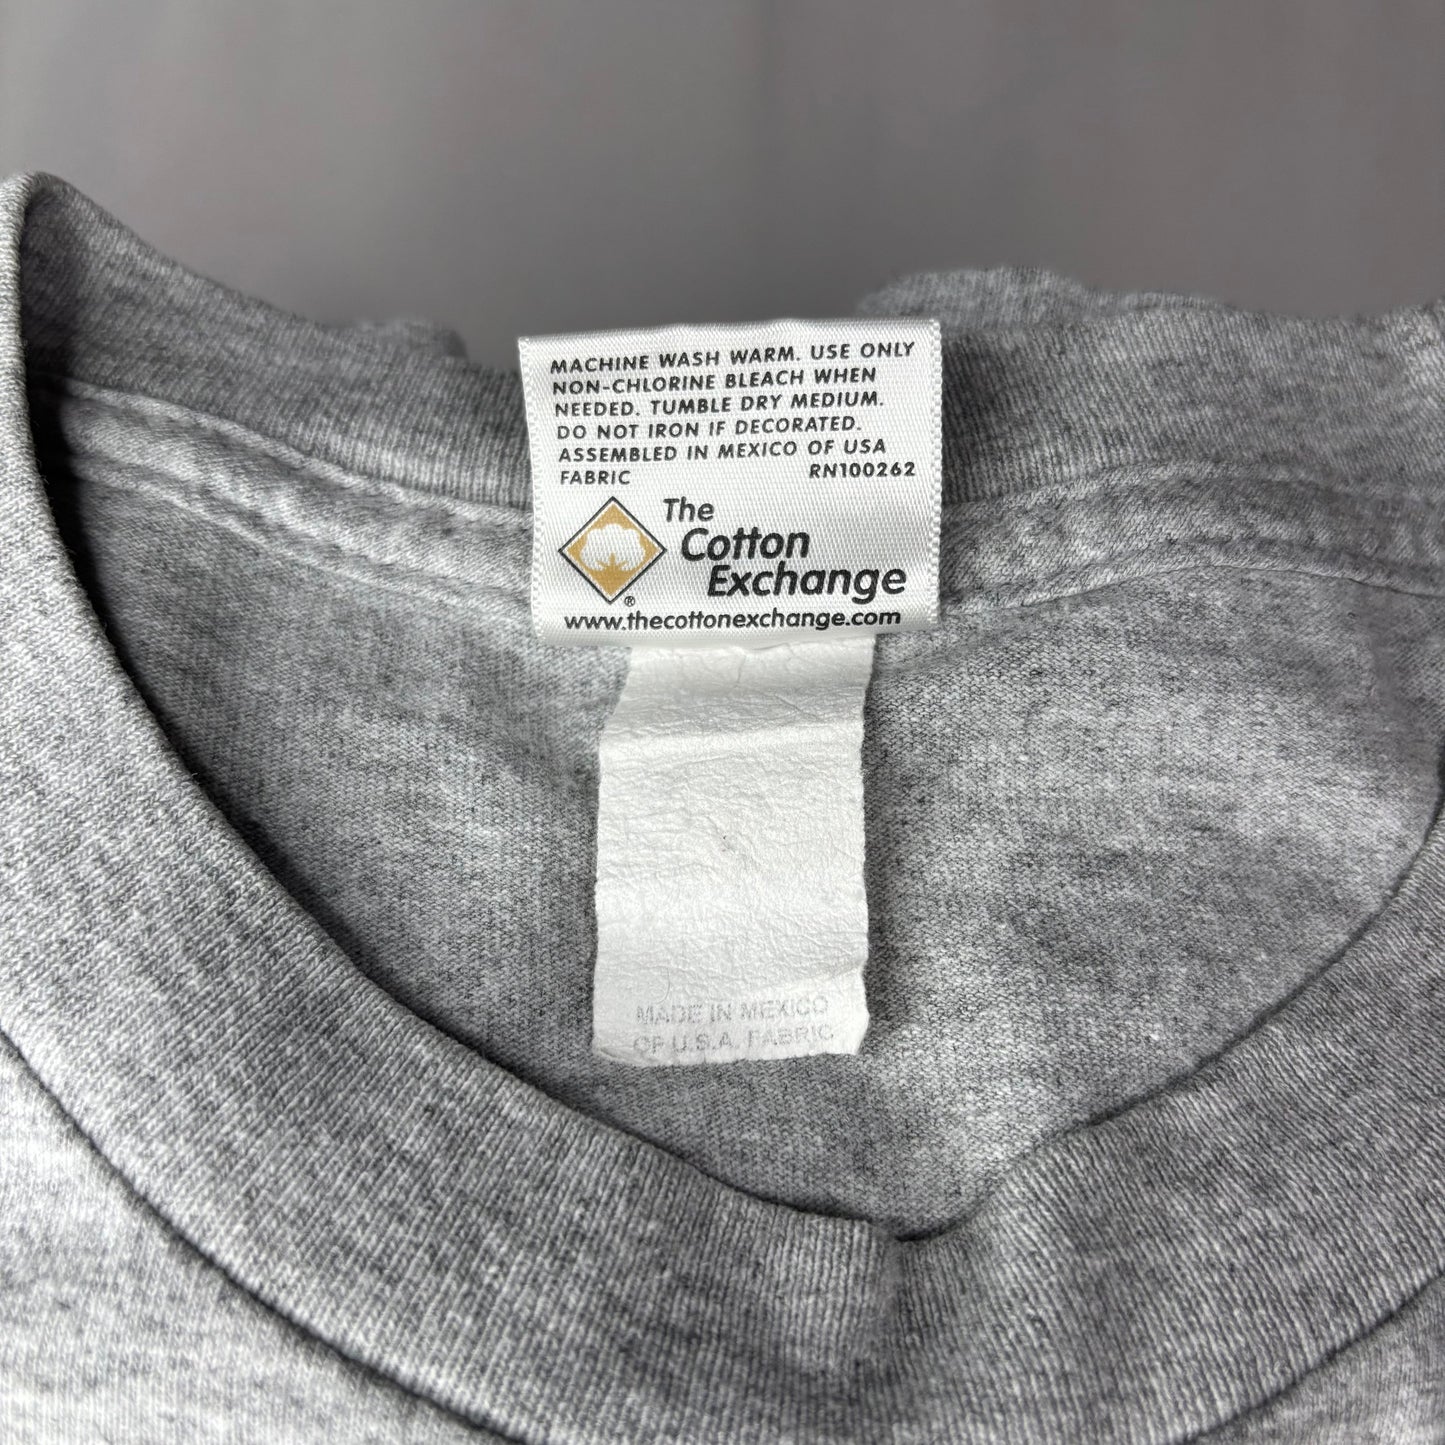 MACHINE WASH WARM. USE ONLY
NON-CHLORINE BLEACH WHEN
NEEDED. TUMBLE DRY MEDIUM.
DO NOT IRON IF DECORATED.
ASSEMBLED IN MEXICO OF USA
FABRIC RN100262
The
Cotton
Exchange
®
www.thecottonexchange.com
MADE IN MEXICO
OF U.S.A. FABRIC